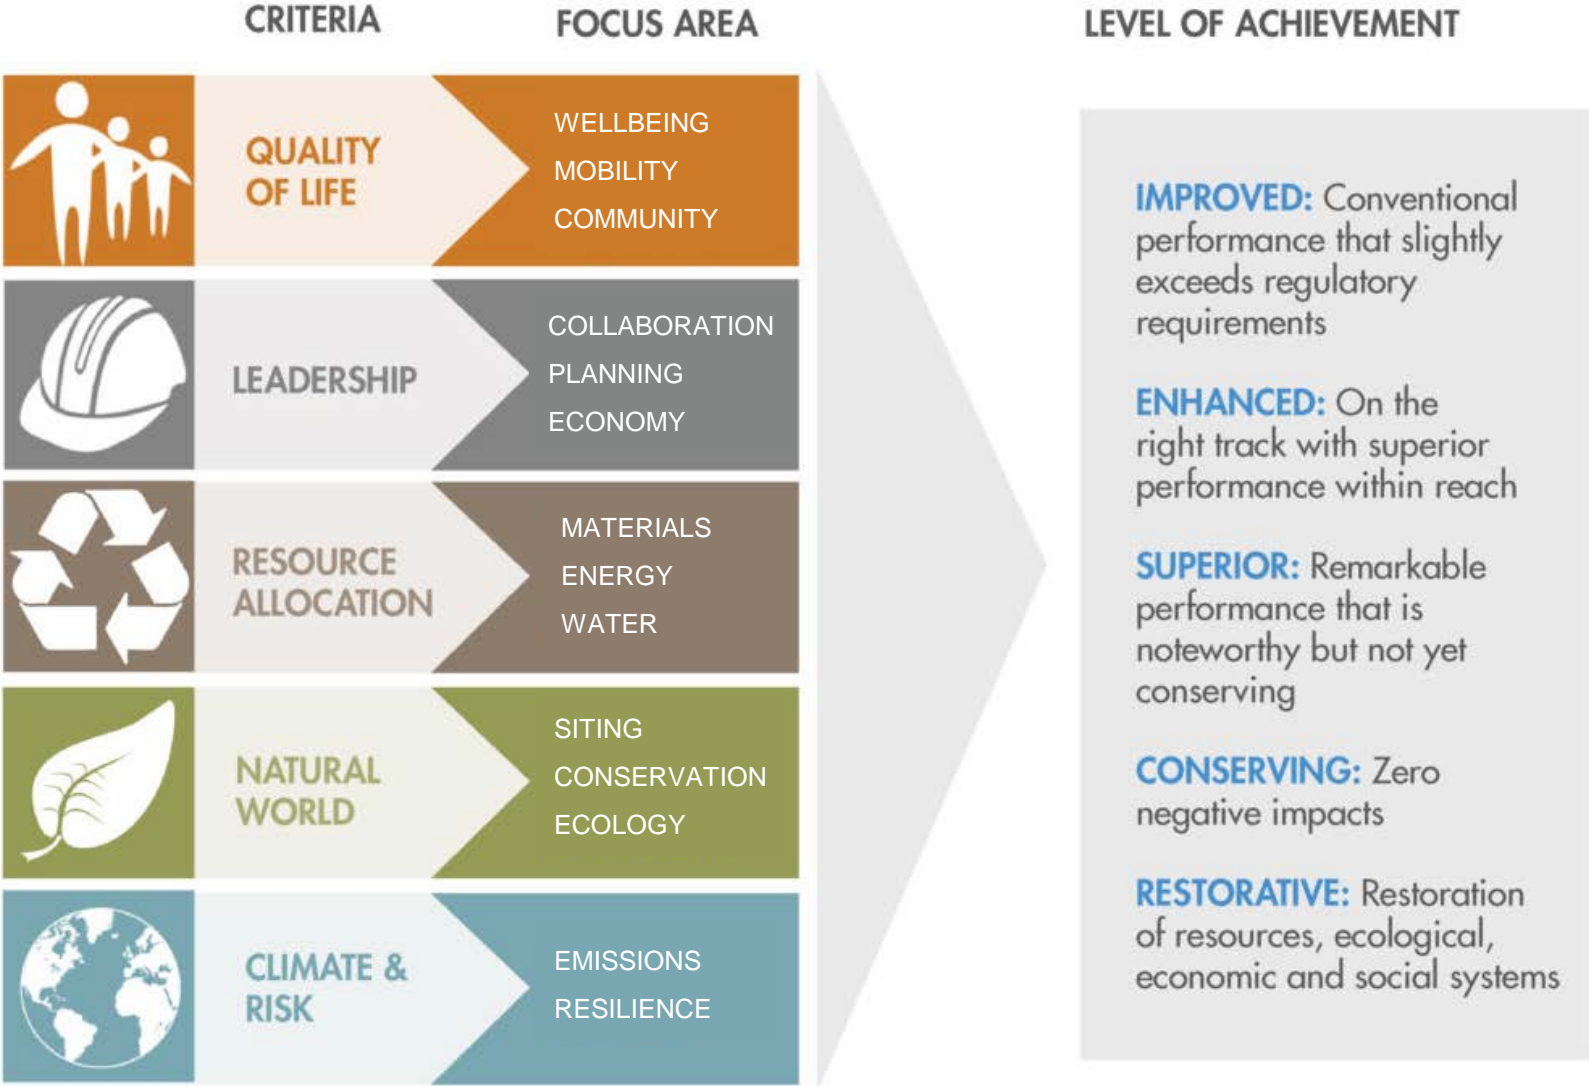 CRITERIA
FOCUS AREA
LEVEL OF ACHIEVEMENT
QUALITY
OF LIFE
WELLBEING
MOBILITY
COMMUNITY
LEADERSHIP
COLLABORATION
PLANNING
ECONOMY
RESOURCE
ALLOCATION
MATERIALS
ENERGY
WATER
NATURAL
WORLD
SITING
CONSERVATION
ECOLOGY
CLIMATE &
RISK
EMISSIONS
RESILIENCE
IMPROVED: Conventional
performance that slightly
exceeds regulatory
requirements
ENHANCED: On the
right track with superior
performance within reach
SUPERIOR: Remarkable
performance that is
noteworthy but not yet
conserving
CONSERVING: Zero
negative impacts
RESTORATIVE: Restoration
of resources, ecological,
economic and social systems